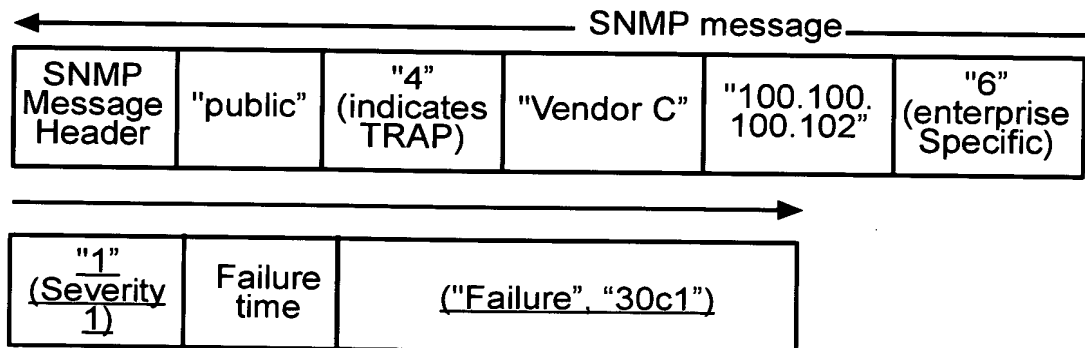 SNMP message
SNMP
Message
Header
"public”
"4”
(indicates
TRAP)
"Vendor C”
"100.100.
100.102”
"6”
(enterprise
Specific)
"1”
(Severity
1)
Failure
time
("Failure”, “30c1”)